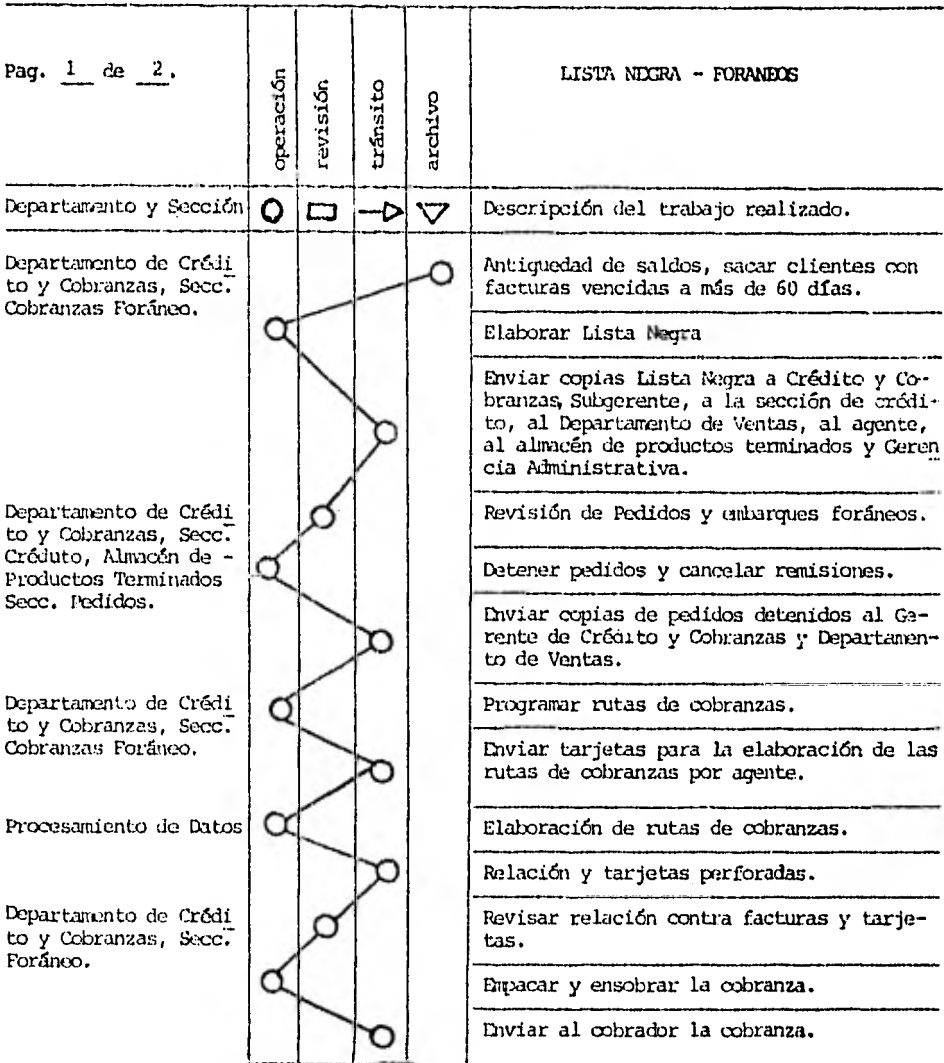 Pag. 1 de 2.
operación
revisión
tránsito
archivo
LISTA NEGRA - FORANEOS
Departamento y Sección
Descripción del trabajo realizado.
Departamento de Crédi
to y Cobranzas, Secc.
Cobranzas Foráneo.
Antiguedad de saldos, sacar clientes con
facturas vencidas a más de 60 días.
Elaborar Lista Negra
Enviar copias Lista Negra a Crédito y Co-
branzas, Subgerente, a la sección de crédi-
to, al Departamento de Ventas, al agente,
al almacén de productos terminados y Geren
cia Administrativa.
Departamento de Crédi
to y Cobranzas, Secc.
Créduto, Almacén de -
Productos Terminados
Secc. Pedidos.
Revisión de Pedidos y embarques foráneos.
Detener pedidos y cancelar remisiones.
Enviar copias de pedidos detenidos al Ge-
rente de Crédito y Cobranzas y Departamen-
to de Ventas.
Departamento de Crédi
to y Cobranzas, Secc.
Cobranzas Foráneo.
Programar rutas de cobranzas.
Enviar tarjetas para la elaboración de las
rutas de cobranzas por agente.
Procesamiento de Datos
Elaboración de rutas de cobranzas.
Relación y tarjetas perforadas.
Departamento de Crédi
to y Cobranzas, Secc.
Foráneo.
Revisar relación contra facturas y tarje-
tas.
Empacar y ensobrar la cobranza.
Enviar al cobrador la cobranza.